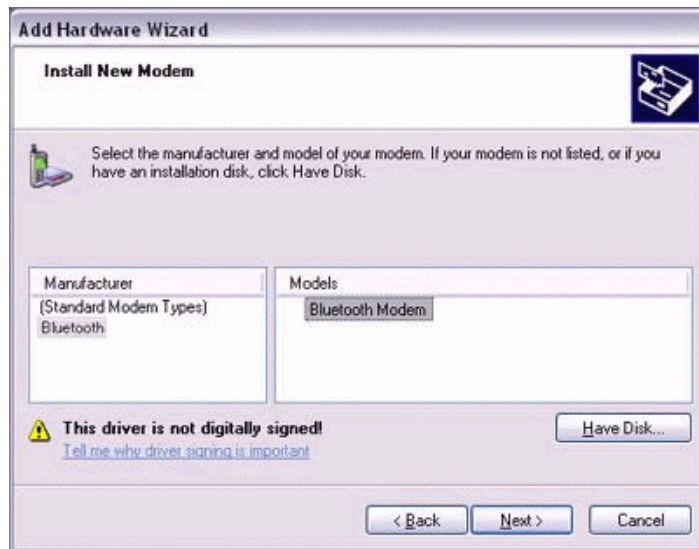 Add Hardware Wizard
Install New Modem
Select the manufacturer and model of your modem. If your modem is not listed, or if you
have an installation disk, click Have Disk.
Manufacturer
Models
(Standard Modem Types)
Bluetooth Modem
Bluetooth
This driver is not digitally signed!
Have Disk...
Tell me why driver signing is important
< Back
Next >
Cancel